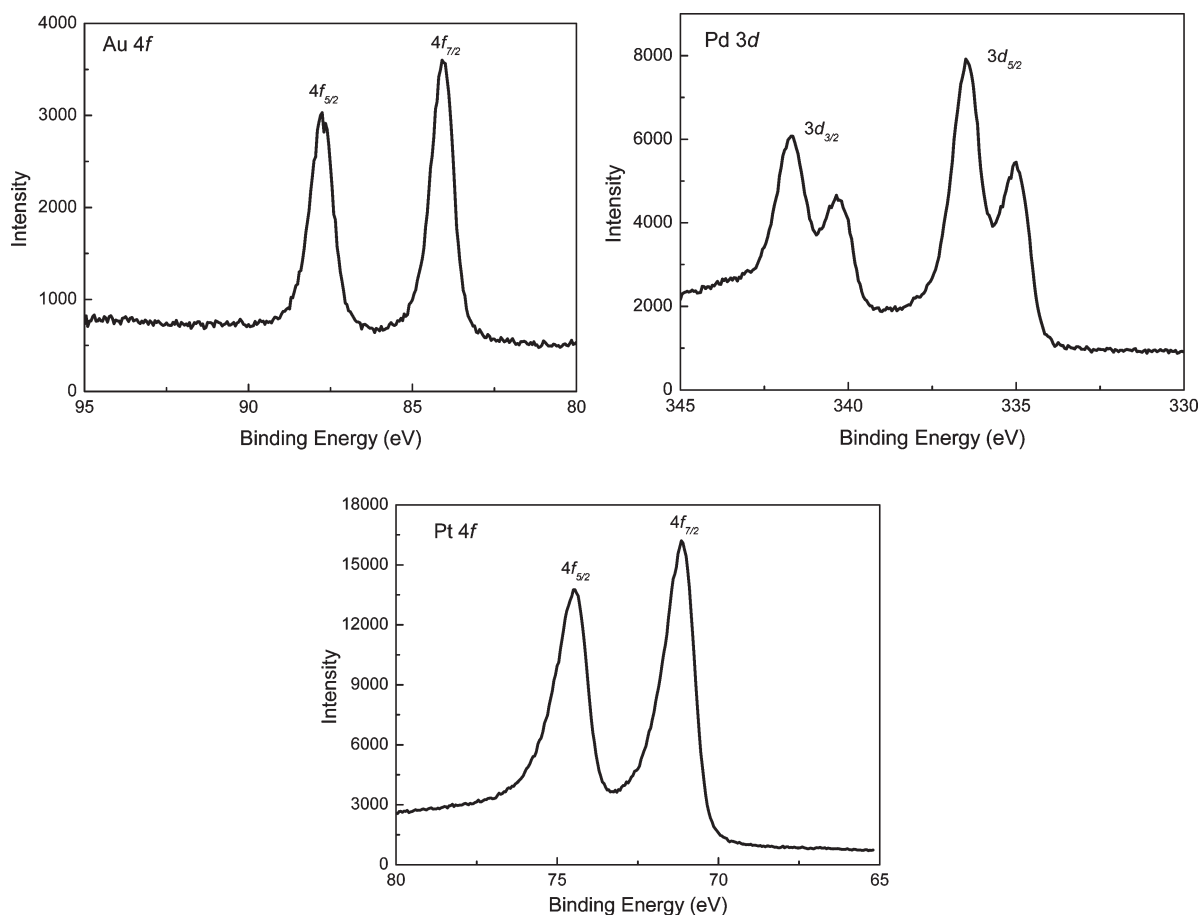 Au 4f
4f7/2
4f5/2
4000
3000
2000
1000
0
Intensity
95 90 85 80
Binding Energy (eV)
Pd 3d
3d5/2
3d3/2
8000
6000
4000
2000
0
Intensity
345 340 335 330
Binding Energy (eV)
Pt 4f
4f7/2
4f5/2
18000
15000
12000
9000
6000
3000
0
Intensity
80 75 70 65
Binding Energy (eV)